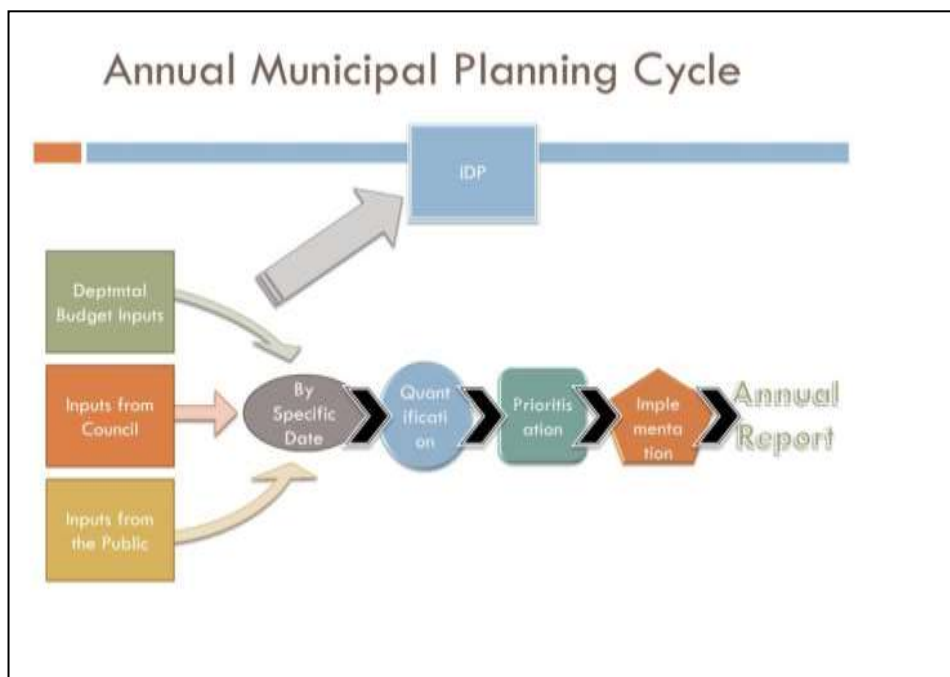 Annual Municipal Planning Cycle
IDP
Deptmtal
Budget Inputs
Inputs from
Council
Inputs from
the Public
By
Specific
Date
Quant
ificati
on
Prioritis
ation
Imple
menta
tion
Annual
Report